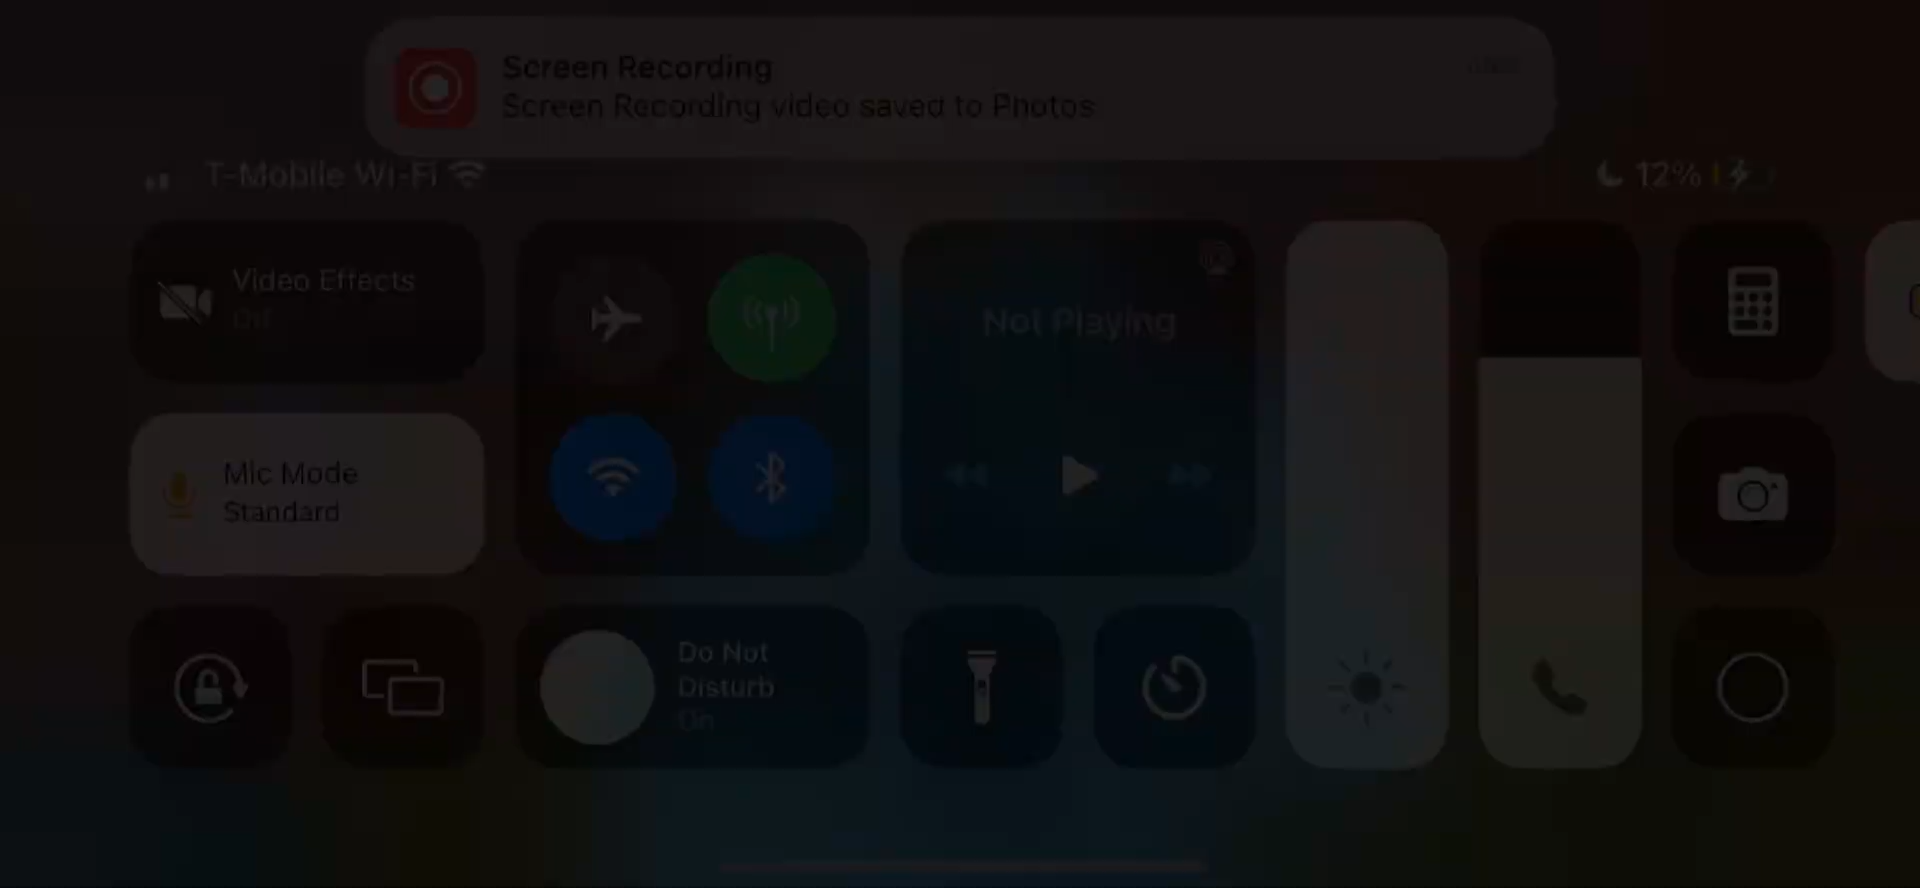 Screen Recording
Screen Recording video saved to Photos
T-Mobile Wi-Fi
12%
Video Effects
Off
Not Playing
Mic Mode
Standard
Do Not
Disturb
On